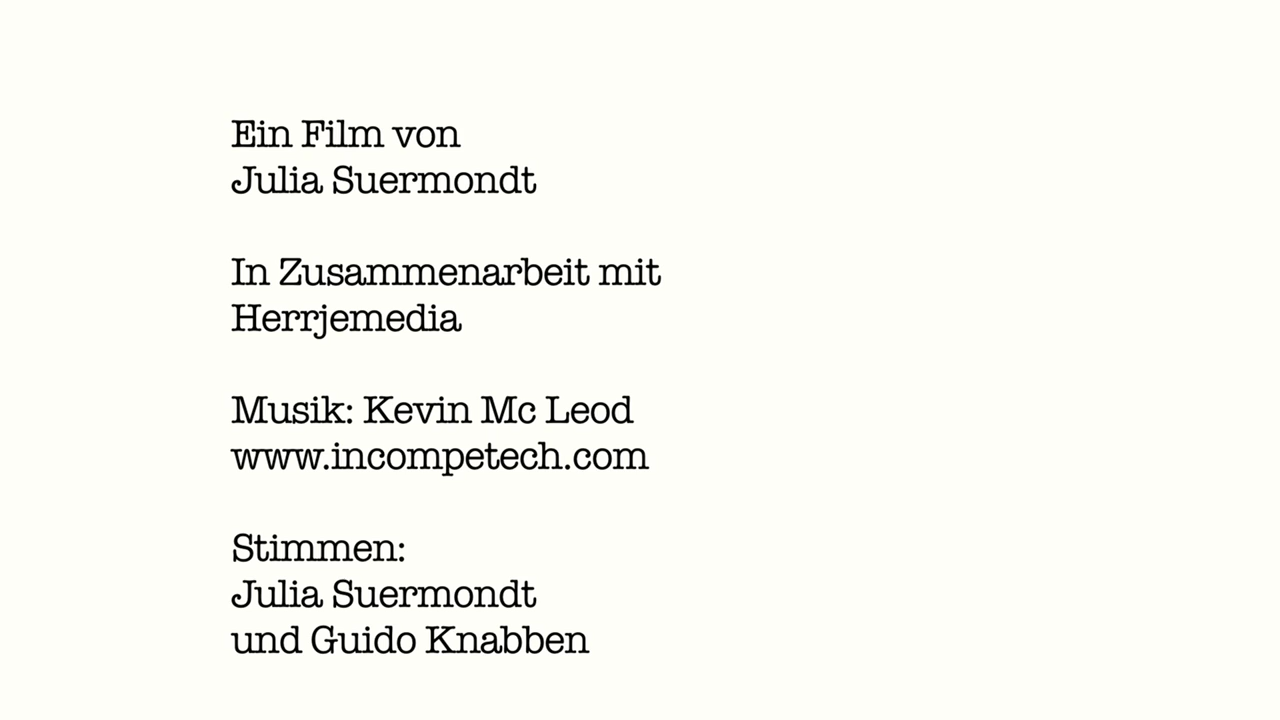 Ein Film von
Julia Suermondt
In Zusammenarbeit mit
Herrjemedia
Musik: Kevin Mc Leod
www.incompetech.com
Stimmen:
Julia Suermondt
und Guido Knabben